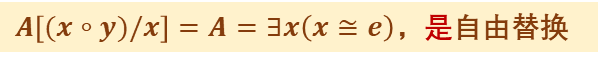 A[(x ∘ y)/x] = A = ∃x(x ≅ e)，是自由替换